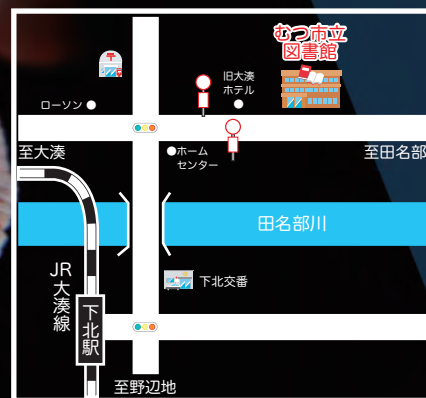 むつ市立
図書館
〒
旧大湊
ホテル
ローソン
至大湊
ホーム
センター
至田名部
田名部川
JR大湊線
下北交番
下北駅
至野辺地